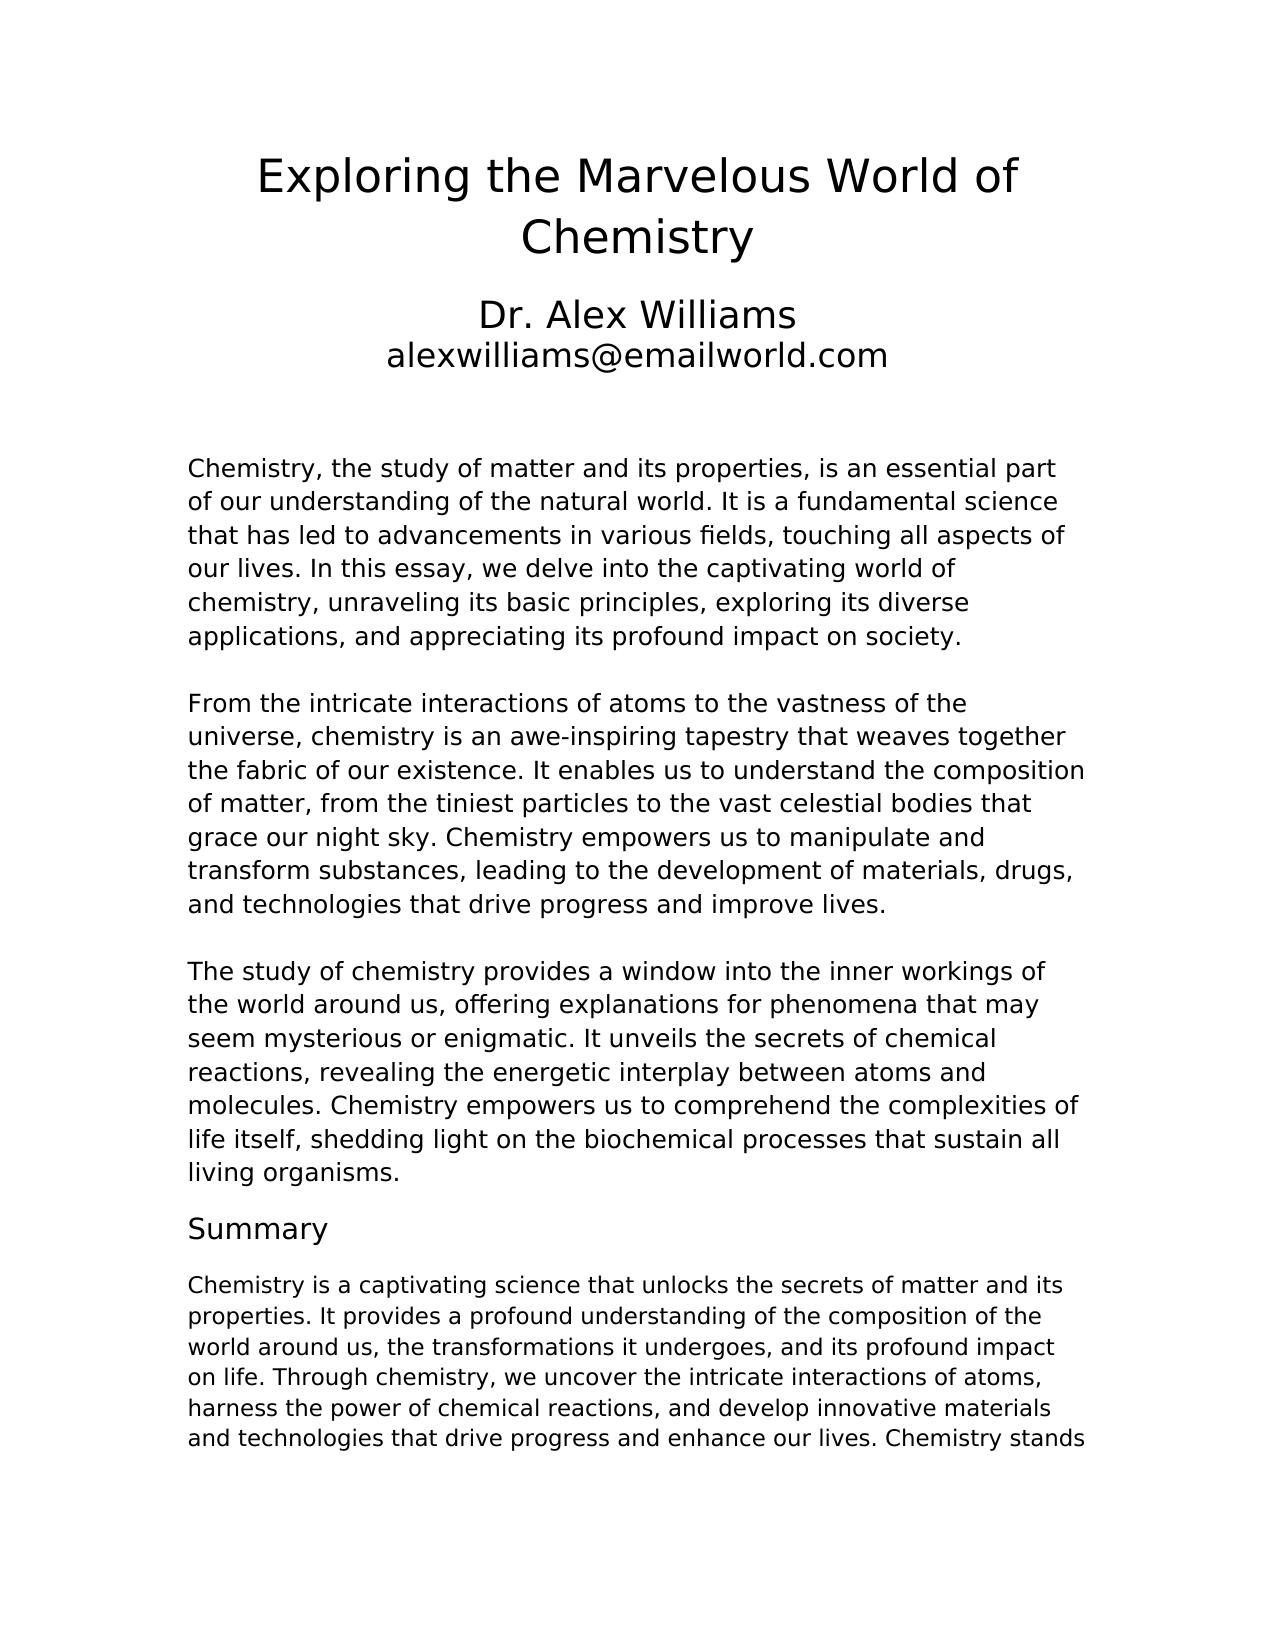 Exploring the Marvelous World of
Chemistry
Dr. Alex Williams
alexwilliams@emailworld.com
Chemistry, the study of matter and its properties, is an essential part
of our understanding of the natural world. It is a fundamental science
that has led to advancements in various fields, touching all aspects of
our lives. In this essay, we delve into the captivating world of
chemistry, unraveling its basic principles, exploring its diverse
applications, and appreciating its profound impact on society.
From the intricate interactions of atoms to the vastness of the
universe, chemistry is an awe-inspiring tapestry that weaves together
the fabric of our existence. It enables us to understand the composition
of matter, from the tiniest particles to the vast celestial bodies that
grace our night sky. Chemistry empowers us to manipulate and
transform substances, leading to the development of materials, drugs,
and technologies that drive progress and improve lives.
The study of chemistry provides a window into the inner workings of
the world around us, offering explanations for phenomena that may
seem mysterious or enigmatic. It unveils the secrets of chemical
reactions, revealing the energetic interplay between atoms and
molecules. Chemistry empowers us to comprehend the complexities of
life itself, shedding light on the biochemical processes that sustain all
living organisms.
Summary
Chemistry is a captivating science that unlocks the secrets of matter and its
properties. It provides a profound understanding of the composition of the
world around us, the transformations it undergoes, and its profound impact
on life. Through chemistry, we uncover the intricate interactions of atoms,
harness the power of chemical reactions, and develop innovative materials
and technologies that drive progress and enhance our lives. Chemistry stands